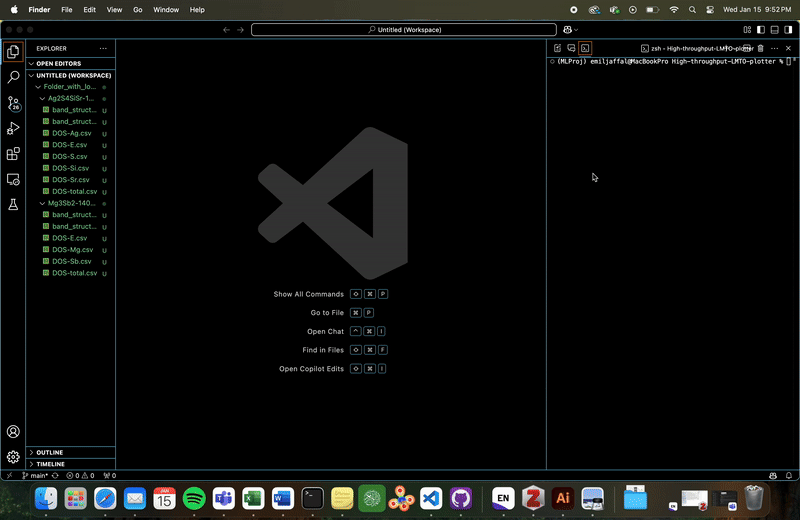 Finder File Edit View Go Window Help
Wed Jan 15 9:52 PM
Untitled (Workspace)
EXPLORER
OPEN EDITORS
UNTITLED (WORKSPACE)
Folder_with_lo...
Ag2S4SiSr-1...
band_struct... U
band_struct... U
DOS-Ag.csv U
DOS-E.csv U
DOS-S.csv U
DOS-Si.csv U
DOS-Sr.csv U
DOS-total.csv U
Mg3Sb2-140...
band_struct... U
band_struct... U
DOS-E.csv U
DOS-Mg.csv U
DOS-Sb.csv U
DOS-total.csv U
OUTLINE
TIMELINE
26
main*
0 0 0
Show All Commands ⇧ ⌘ P
Go to File ⌘ P
Open Chat ^ ⌘ I
Find in Files ⇧ ⌘ F
Open Copilot Edits ⇧ ⌘ I
zsh - High-throughput-LMTO-plotter
(MLProj) emiljaffal@MacBookPro High-throughput-LMTO-plotter %
JAN
15
EN
Ai